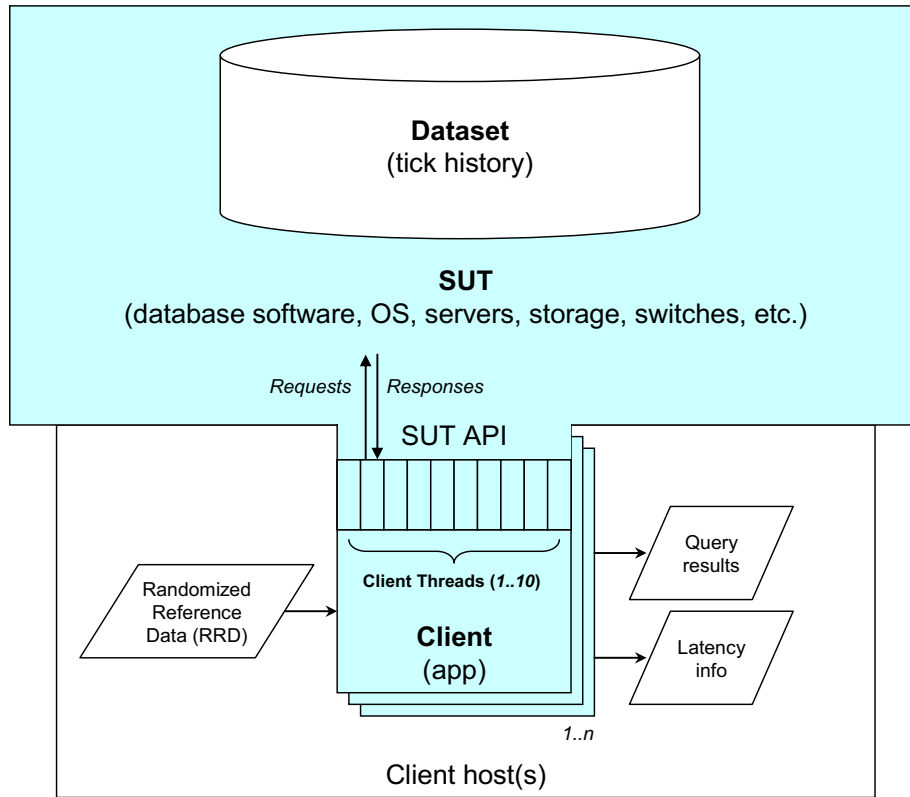 Dataset
(tick history)
SUT
(database software, OS, servers, storage, switches, etc.)
Requests
Responses
SUT API
Client Threads (1..10)
Randomized
Reference
Data (RRD)
Client
(app)
Query
results
Latency
info
1..n
Client host(s)